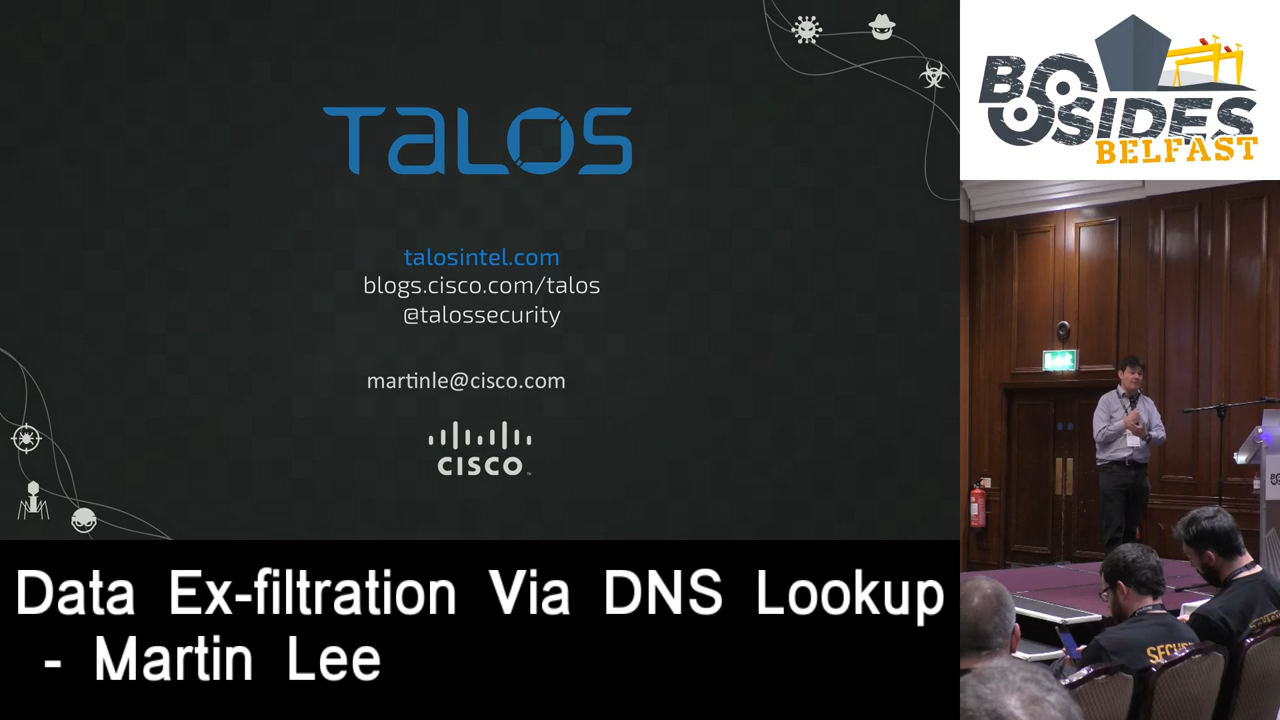 TALOS
talosintel.com
blogs.cisco.com/talos
@talossecurity
martinle@cisco.com
CISCO
Data Ex-filtration Via DNS Lookup
- Martin Lee
BSIDES
BELFAST